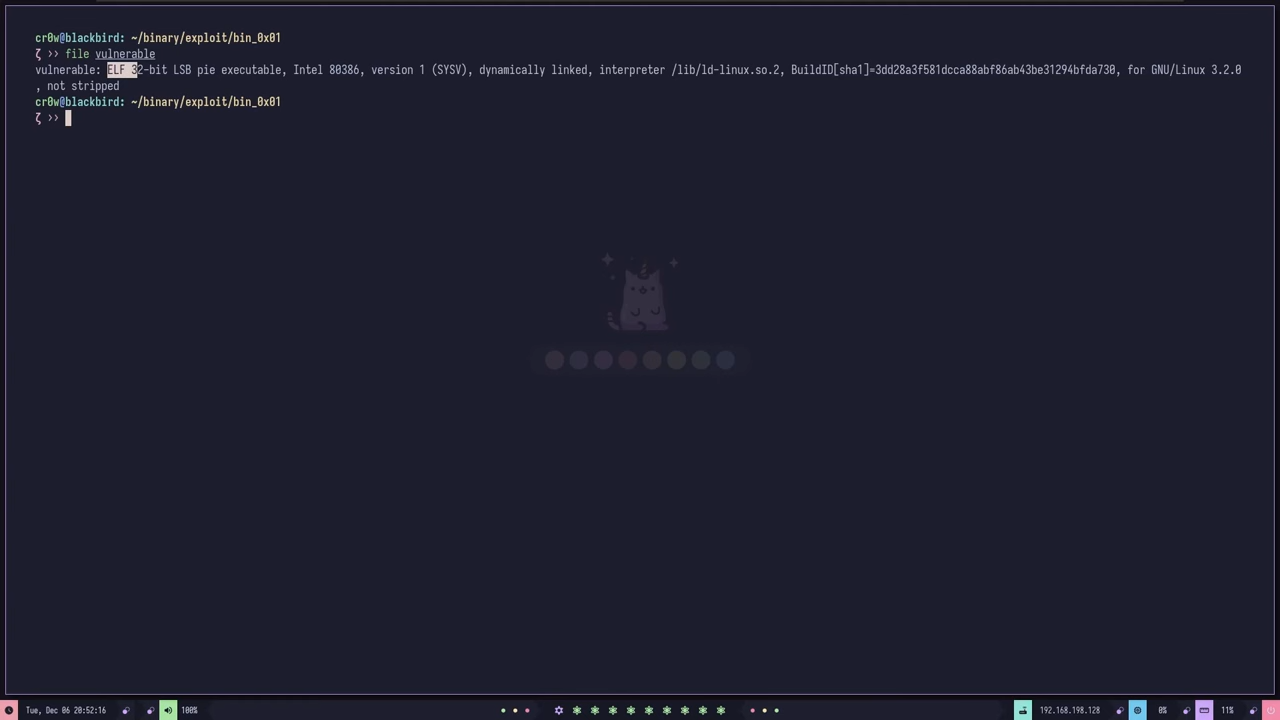 cr0w@blackbird: ~/binary/exploit/bin_0x01
ζ >> file vulnerable
vulnerable: ELF 32-bit LSB pie executable, Intel 80386, version 1 (SYSV), dynamically linked, interpreter /lib/ld-linux.so.2, BuildID[sha1]=3dd28a3f581dcca88abf86ab43be31294bfda730, for GNU/Linux 3.2.0
, not stripped
cr0w@blackbird: ~/binary/exploit/bin_0x01
ζ >>
Tue, Dec 06 20:52:16 100% 192.168.198.128 0% 11%